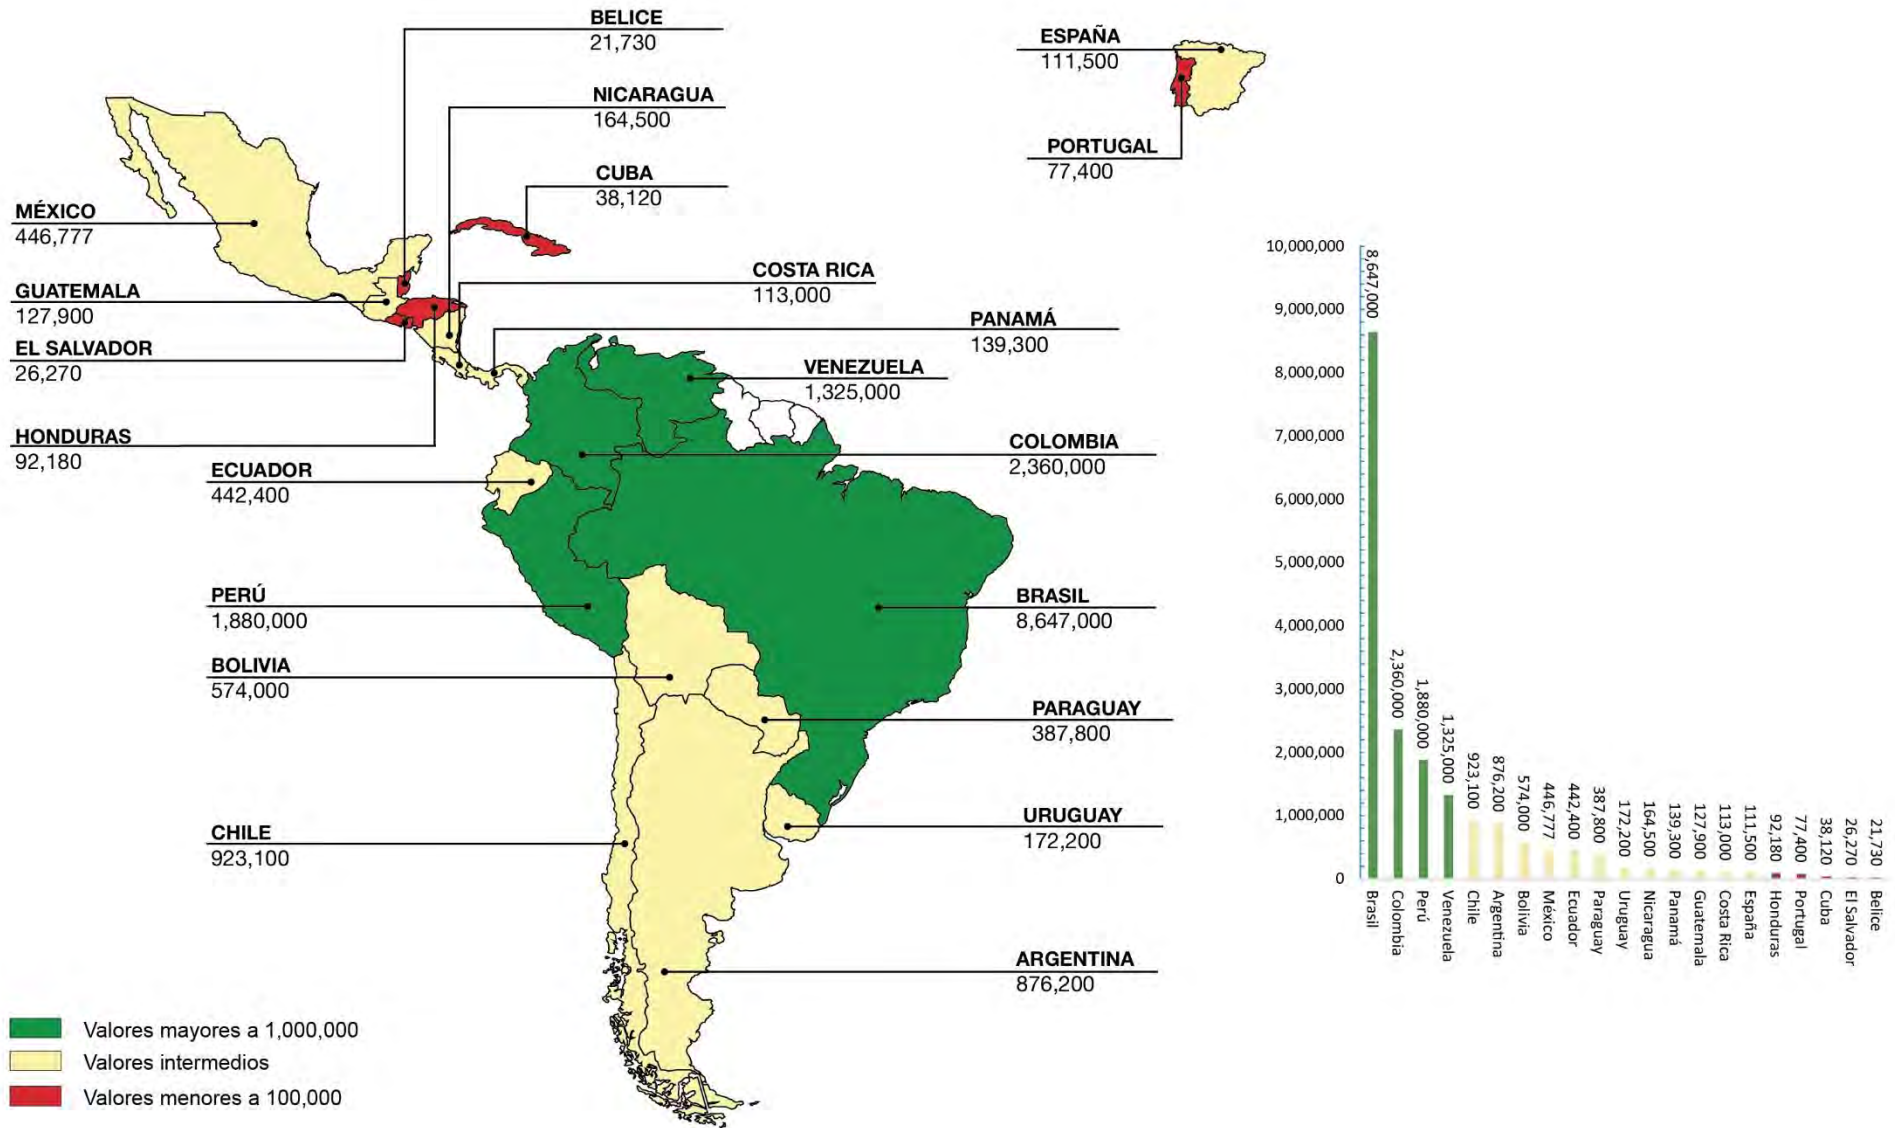 BELICE
21,730
NICARAGUA
164,500
CUBA
38,120
MÉXICO
446,777
GUATEMALA
127,900
EL SALVADOR
26,270
HONDURAS
92,180
COSTA RICA
113,000
PANAMÁ
139,300
VENEZUELA
1,325,000
COLOMBIA
2,360,000
ECUADOR
442,400
PERÚ
1,880,000
BRASIL
8,647,000
BOLIVIA
574,000
PARAGUAY
387,800
CHILE
923,100
URUGUAY
172,200
ARGENTINA
876,200
ESPAÑA
111,500
PORTUGAL
77,400
Valores mayores a 1,000,000
Valores intermedios
Valores menores a 100,000
10,000,000
9,000,000
8,000,000
7,000,000
6,000,000
5,000,000
4,000,000
3,000,000
2,000,000
1,000,000
0
8,647,000
2,360,000
1,880,000
1,325,000
923,100
876,200
574,000
446,777
442,400
387,800
172,200
164,500
139,300
127,900
113,000
111,500
92,180
77,400
38,120
26,270
21,730
Brasil
Colombia
Perú
Venezuela
Chile
Argentina
Bolivia
México
Ecuador
Paraguay
Uruguay
Nicaragua
Panamá
Guatemala
Costa Rica
España
Honduras
Portugal
Cuba
El Salvador
Belice